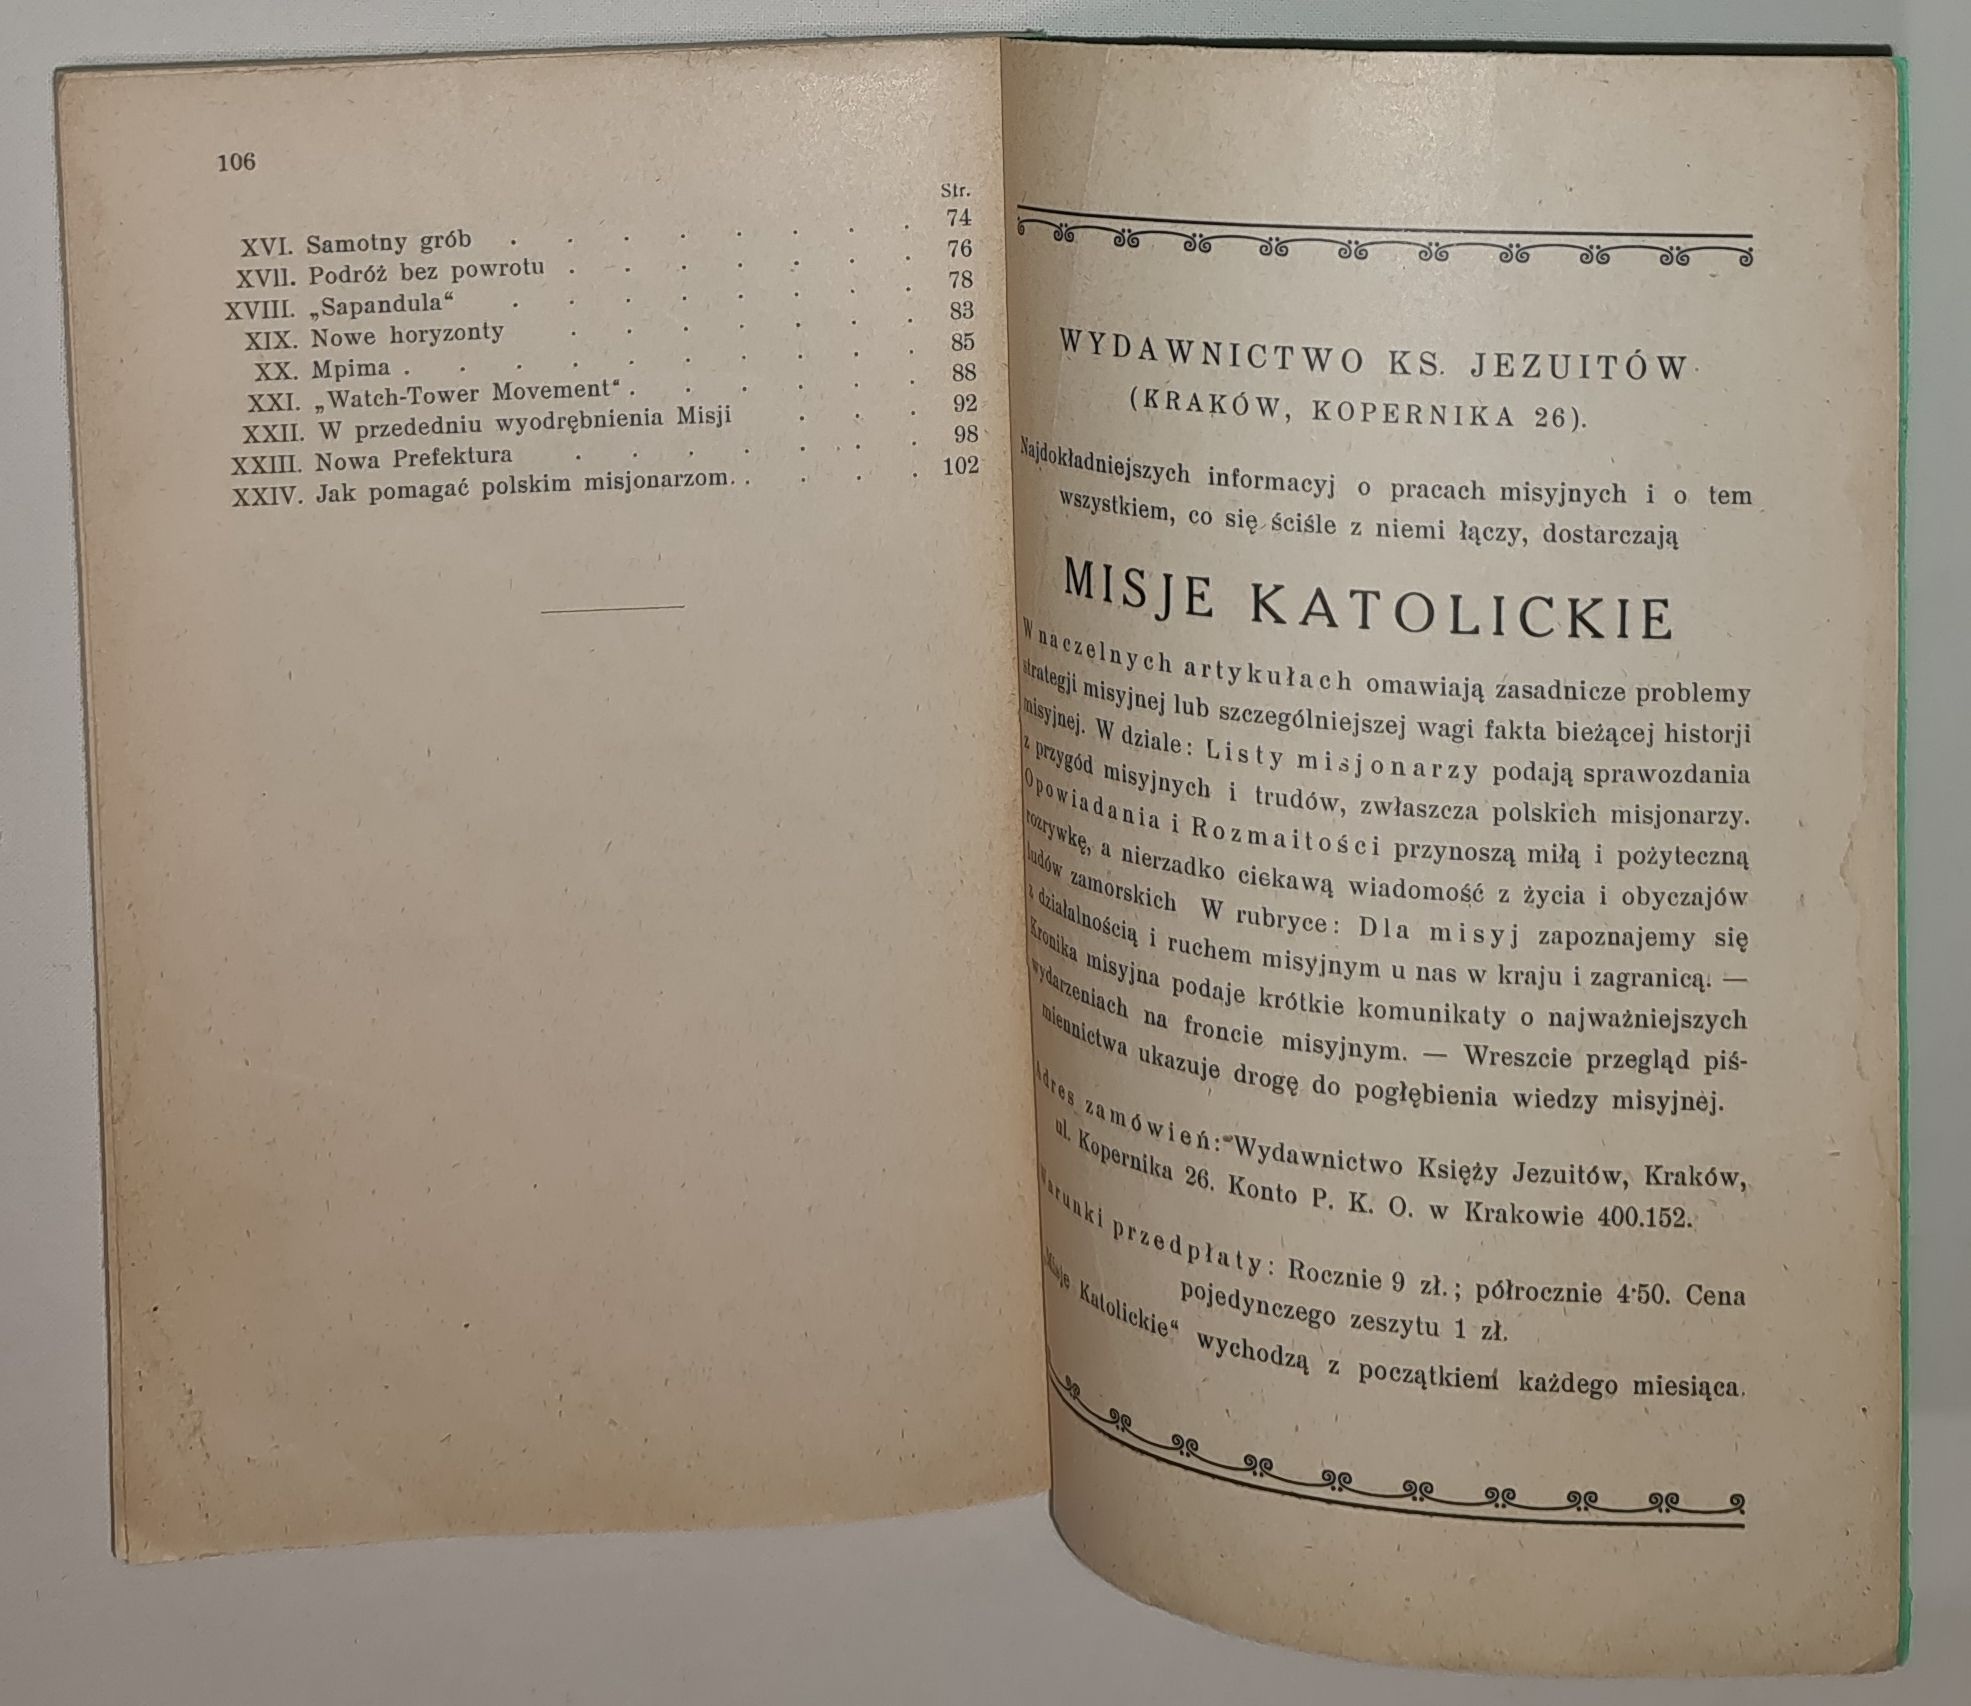 106
Str.
XVI. Samotny grób . . . . . . . . 74
XVII. Podróż bez powrotu . . . . . . . 76
XVIII. „Sapandula“ . . . . . . . . 78
XIX. Nowe horyzonty . . . . . . . 83
XX. Mpima . . . . . . . . . . 85
XXI. „Watch-Tower Movement“ . . . . . . 88
XXII. W przededniu wyodrębnienia Misji . . . 92
XXIII. Nowa Prefektura . . . . . . . 98
XXIV. Jak pomagać polskim misjonarzom. . . . . 102
WYDAWNICTWO KS. JEZUITÓW
(KRAKÓW, KOPERNIKA 26).
Najdokładniejszych informacyj o pracach misyjnych i o tem
wszystkiem, co się ściśle z niemi łączy, dostarczają
MISJE KATOLICKIE
W naczelnych artykułach omawiają zasadnicze problemy
strategji misyjnej lub szczególniejszej wagi fakta bieżącej historji
misyjnej. W dziale: Listy misjonarzy podają sprawozdania
z przygód misyjnych i trudów, zwłaszcza polskich misjonarzy.
Opowiadania i Rozmaitości przynoszą miłą i pożyteczną
rozrywkę, a nierzadko ciekawą wiadomość z życia i obyczajów
ludów zamorskich W rubryce: Dla misyj zapoznajemy się
z działalnością i ruchem misyjnym u nas w kraju i zagranicą. —
Kronika misyjna podaje krótkie komunikaty o najważniejszych
wydarzeniach na froncie misyjnym. — Wreszcie przegląd piś-
miennictwa ukazuje drogę do pogłębienia wiedzy misyjnej.
Adres zamówień: Wydawnictwo Księży Jezuitów, Kraków,
ul. Kopernika 26. Konto P. K. O. w Krakowie 400.152.
Warunki przedpłaty: Rocznie 9 zł.; półrocznie 4·50. Cena
pojedynczego zeszytu 1 zł.
„Misje Katolickie“ wychodzą z początkiem każdego miesiąca.